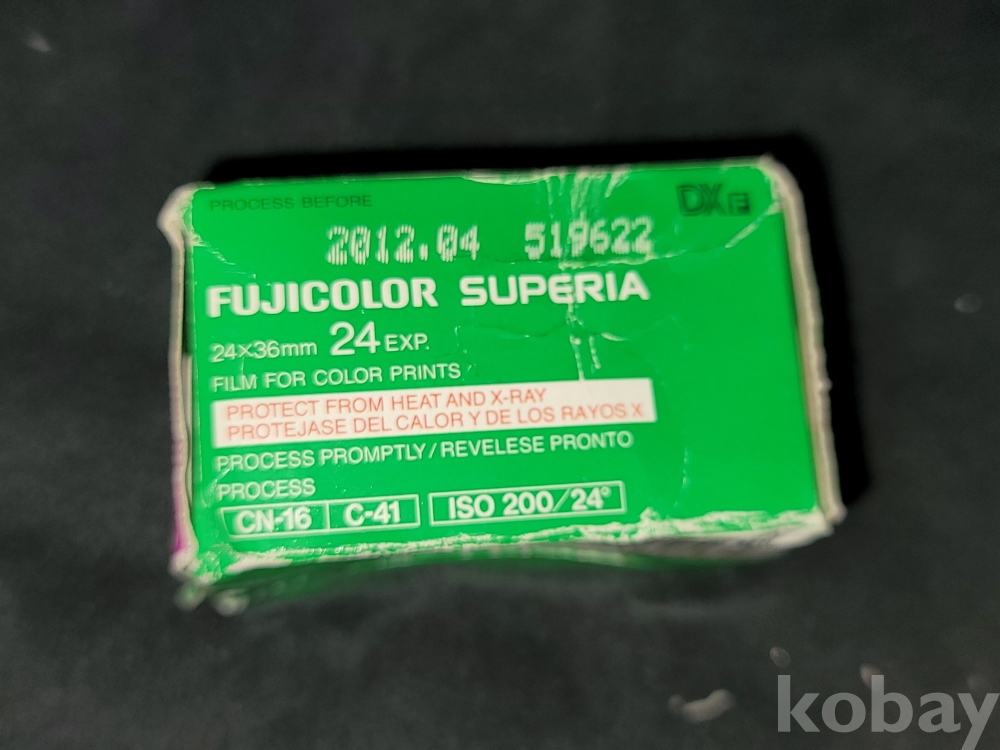 PROCESS BEFORE
DX
2012.04 519622
FUJICOLOR SUPERIA
24×36mm 24 EXP.
FILM FOR COLOR PRINTS
PROTECT FROM HEAT AND X-RAY
PROTEJASE DEL CALOR Y DE LOS RAYOS X
PROCESS PROMPTLY/REVELESE PRONTO
PROCESS
CN-16 C-41 ISO 200/24°
kobay